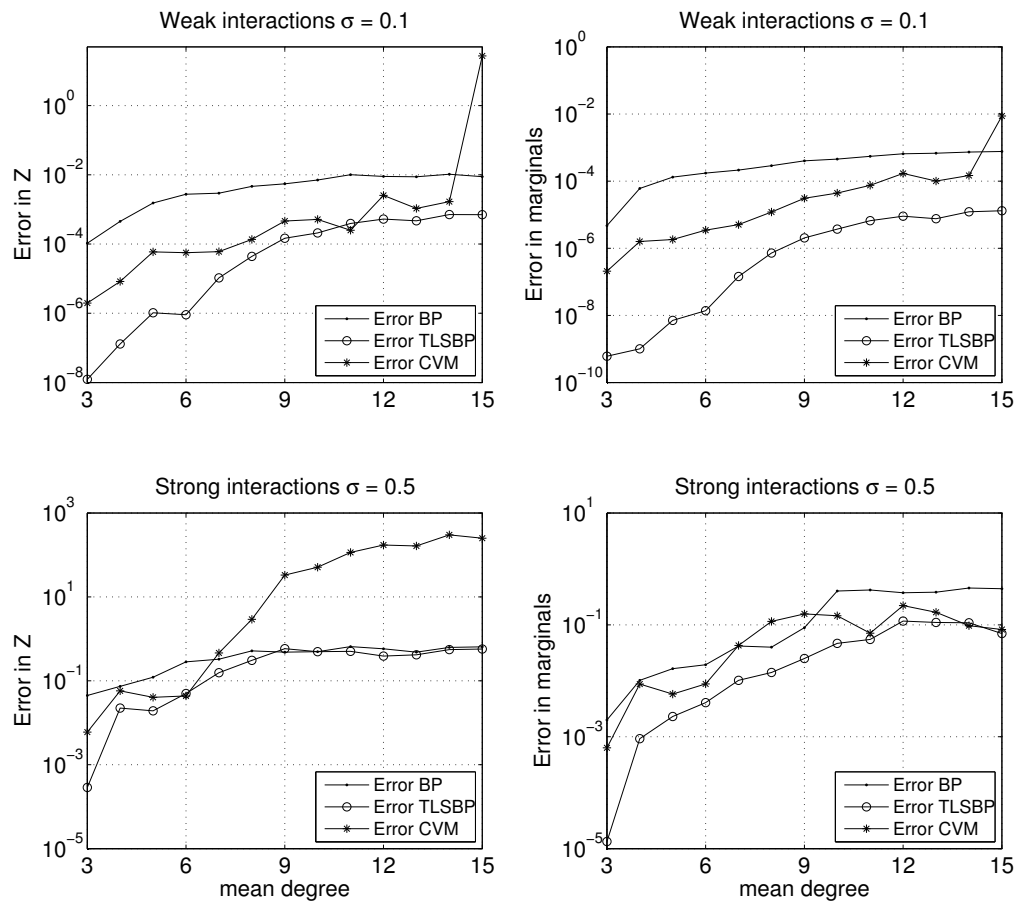 Weak interactions σ = 0.1
Error in Z
10^0
10^−2
10^−4
10^−6
10^−8
3 6 9 12 15
Error BP
Error TLSBP
Error CVM
Weak interactions σ = 0.1
Error in marginals
10^0
10^−2
10^−4
10^−6
10^−8
10^−10
3 6 9 12 15
Error BP
Error TLSBP
Error CVM
Strong interactions σ = 0.5
Error in Z
10^3
10^1
10^−1
10^−3
10^−5
3 6 9 12 15
mean degree
Error BP
Error TLSBP
Error CVM
Strong interactions σ = 0.5
Error in marginals
10^1
10^−1
10^−3
10^−5
3 6 9 12 15
mean degree
Error BP
Error TLSBP
Error CVM